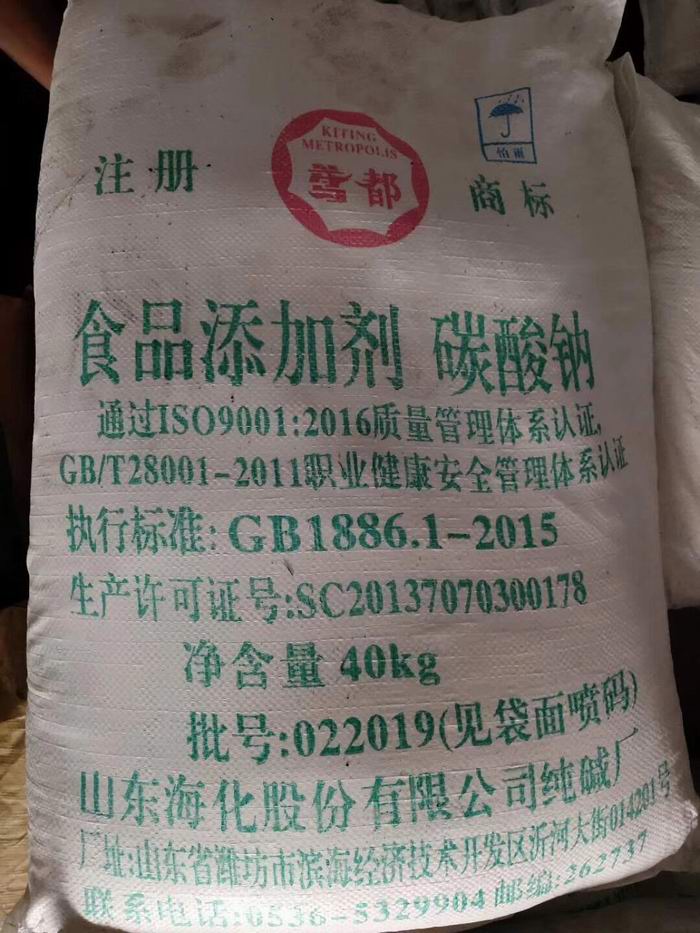 KITING
METROPOLIS
鸢都
注册
商标
怕雨
食品添加剂 碳酸钠
通过ISO9001:2016质量管理体系认证,
GB/T28001-2011职业健康安全管理体系认证
执行标准:GB1886.1-2015
生产许可证号:SC20137070300178
净含量 40kg
批号:022019(见袋面喷码)
山东海化股份有限公司纯碱厂
厂址:山东省潍坊市滨海经济技术开发区沂河大街014201号
联系电话:0536-5329904 邮编:262737